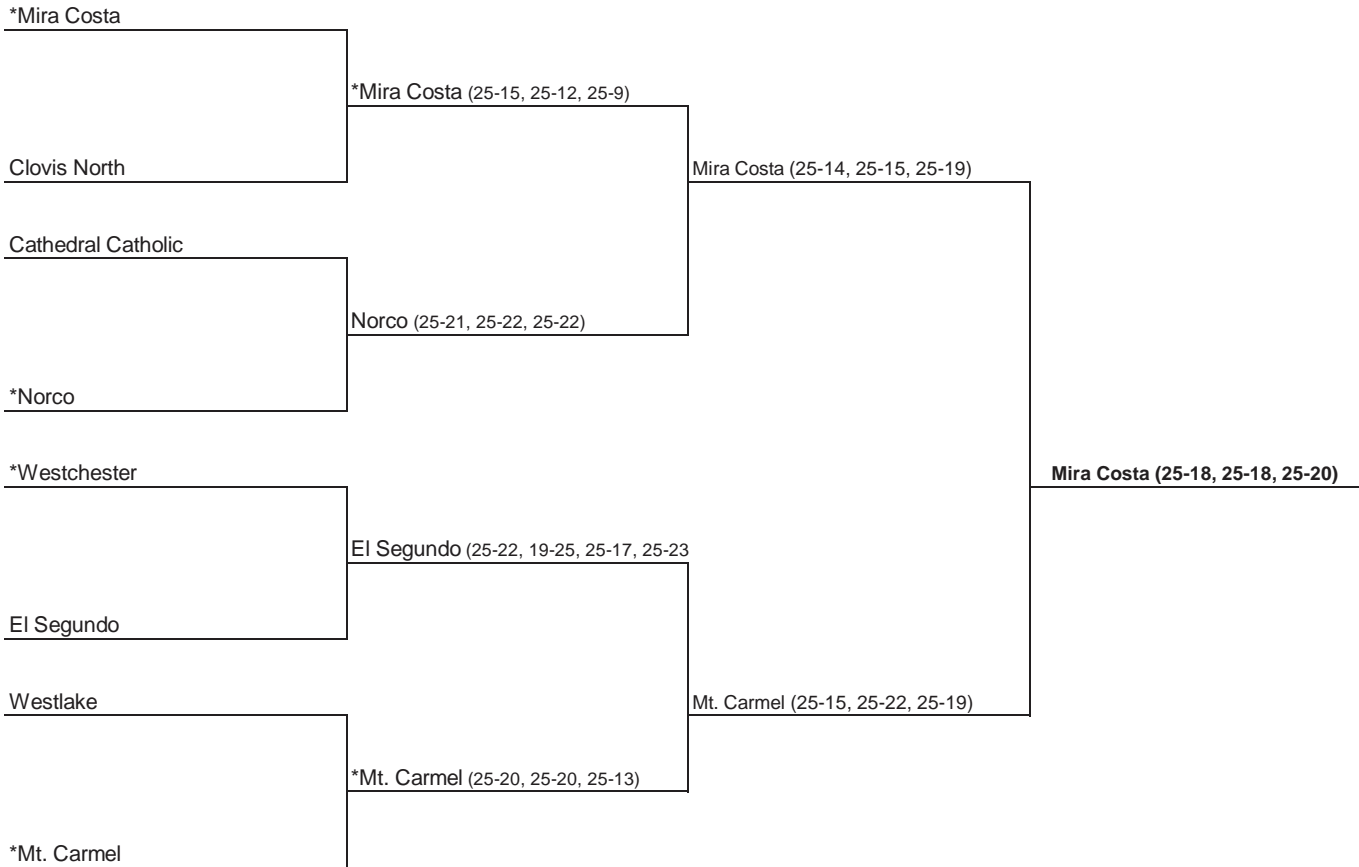 *Mira Costa
*Mira Costa (25-15, 25-12, 25-9)
Clovis North
Mira Costa (25-14, 25-15, 25-19)
Cathedral Catholic
Norco (25-21, 25-22, 25-22)
*Norco
*Westchester
Mira Costa (25-18, 25-18, 25-20)
El Segundo (25-22, 19-25, 25-17, 25-23
El Segundo
Westlake
Mt. Carmel (25-15, 25-22, 25-19)
*Mt. Carmel (25-20, 25-20, 25-13)
*Mt. Carmel